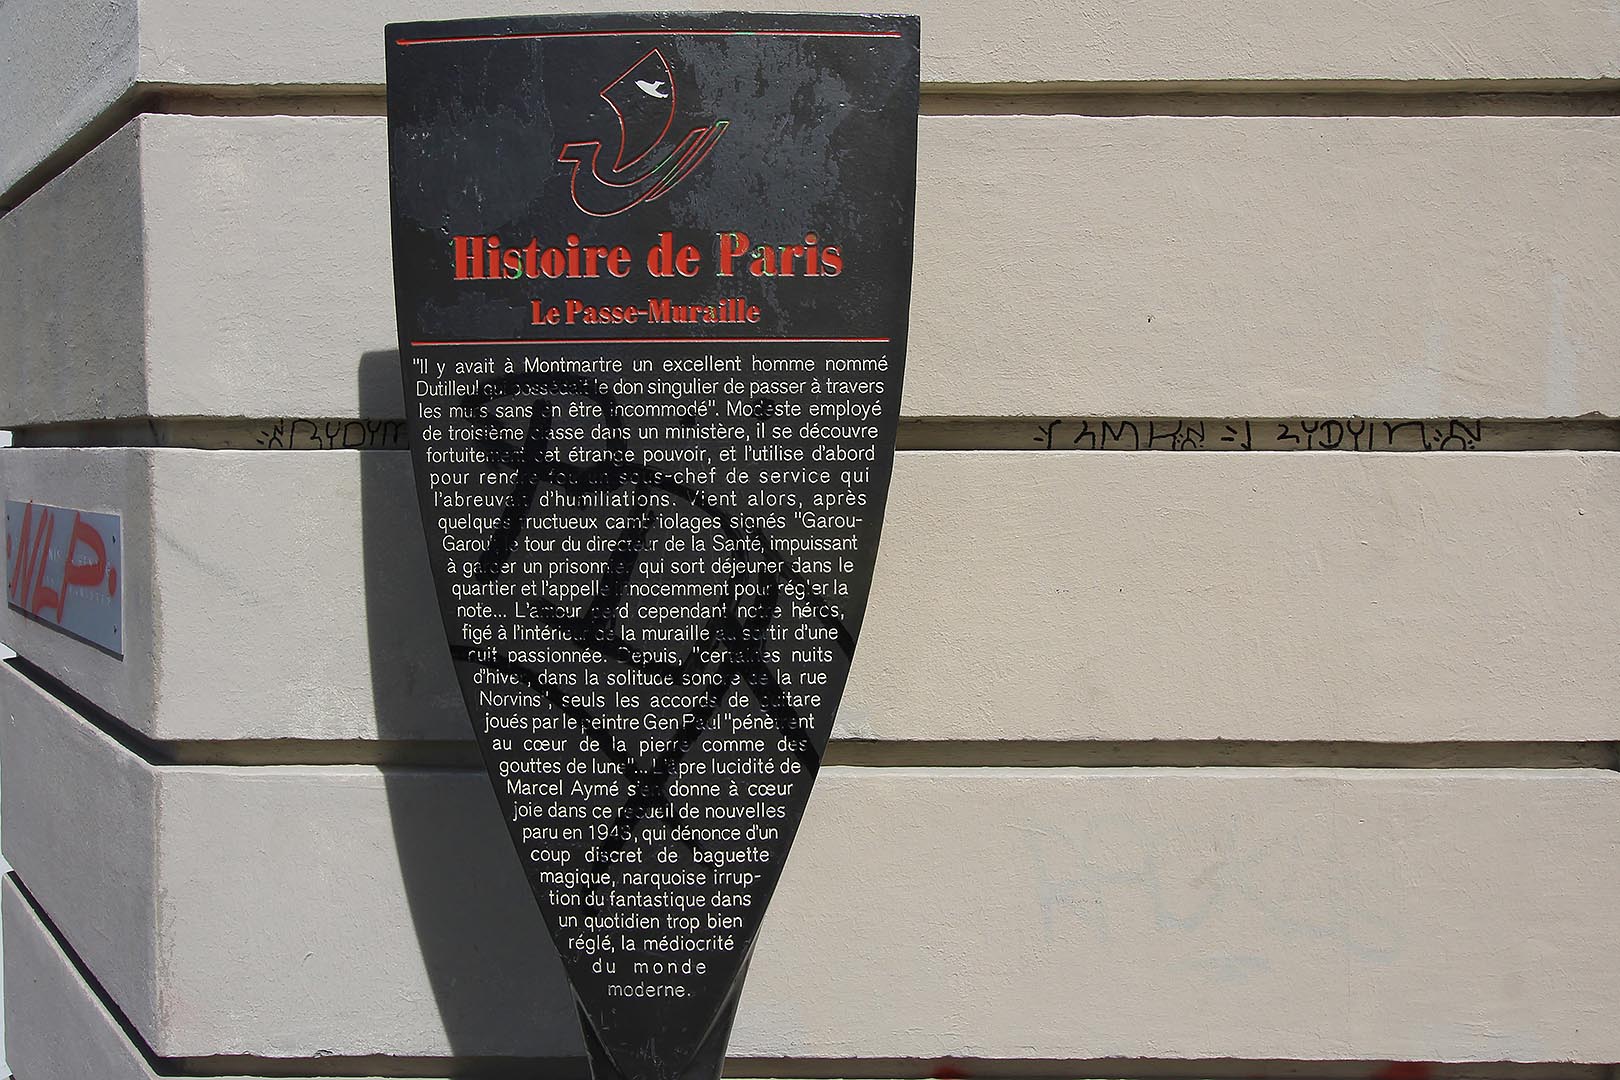 Histoire de Paris
Le Passe-Muraille
"Il y avait à Montmartre un excellent homme nommé
Dutilleul qui possédait le don singulier de passer à travers
les murs sans en être incommodé". Modeste employé
de troisième classe dans un ministère, il se découvre
fortuitement cet étrange pouvoir, et l'utilise d'abord
pour rendre fou un sous-chef de service qui
l'abreuvait d'humiliations. Vient alors, après
quelques fructueux cambriolages signés "Garou-
Garou", le tour du directeur de la Santé, impuissant
à garder un prisonnier qui sort déjeuner dans le
quartier et l'appelle innocemment pour régler la
note... L'amour perd cependant notre héros,
figé à l'intérieur de la muraille au sortir d'une
nuit passionnée. Depuis, "certaines nuits
d'hiver, dans la solitude sonore de la rue
Norvins", seuls les accords de guitare
joués par le peintre Gen Paul "pénètrent
au cœur de la pierre comme des
gouttes de lune"... L'âpre lucidité de
Marcel Aymé s'en donne à cœur
joie dans ce recueil de nouvelles
paru en 1943, qui dénonce d'un
coup discret de baguette
magique, narquoise irrup-
tion du fantastique dans
un quotidien trop bien
réglé, la médiocrité
du monde
moderne.
NLP